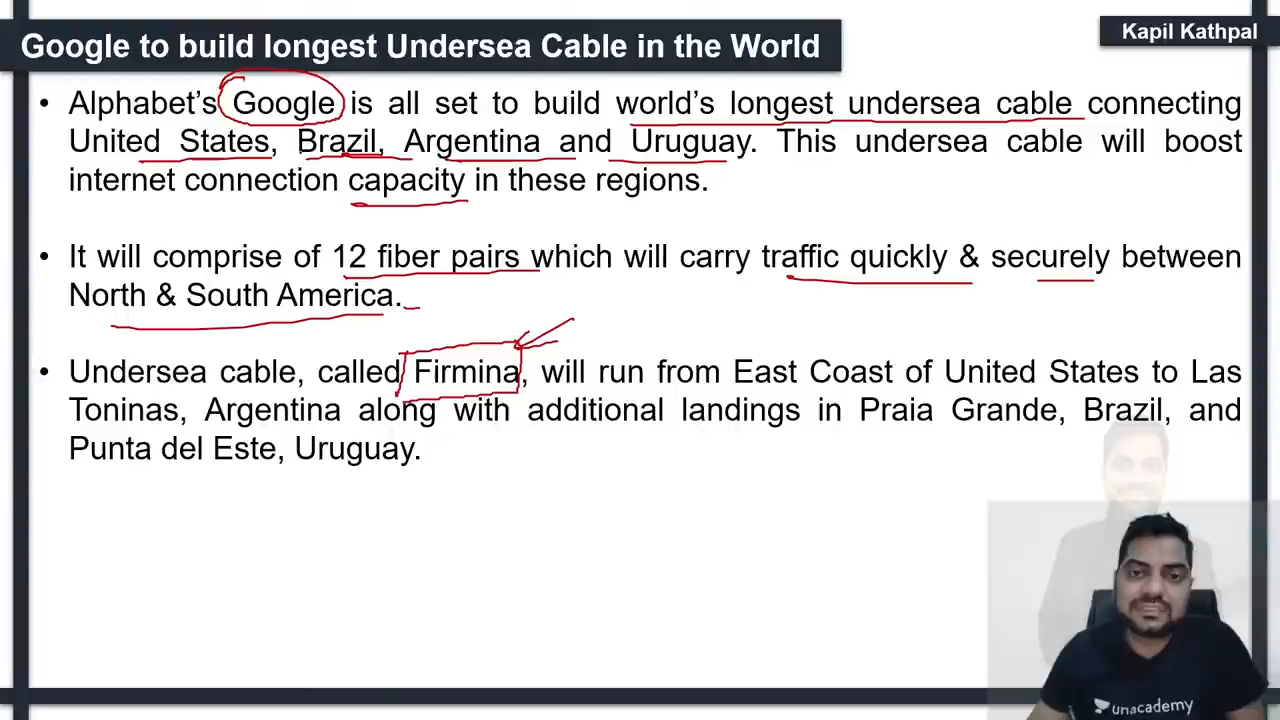 Google to build longest Undersea Cable in the World
Kapil Kathpal
• Alphabet's Google is all set to build world's longest undersea cable connecting
United States, Brazil, Argentina and Uruguay. This undersea cable will boost
internet connection capacity in these regions.
• It will comprise of 12 fiber pairs which will carry traffic quickly & securely between
North & South America.
• Undersea cable, called Firmina, will run from East Coast of United States to Las
Toninas, Argentina along with additional landings in Praia Grande, Brazil, and
Punta del Este, Uruguay.
unacademy